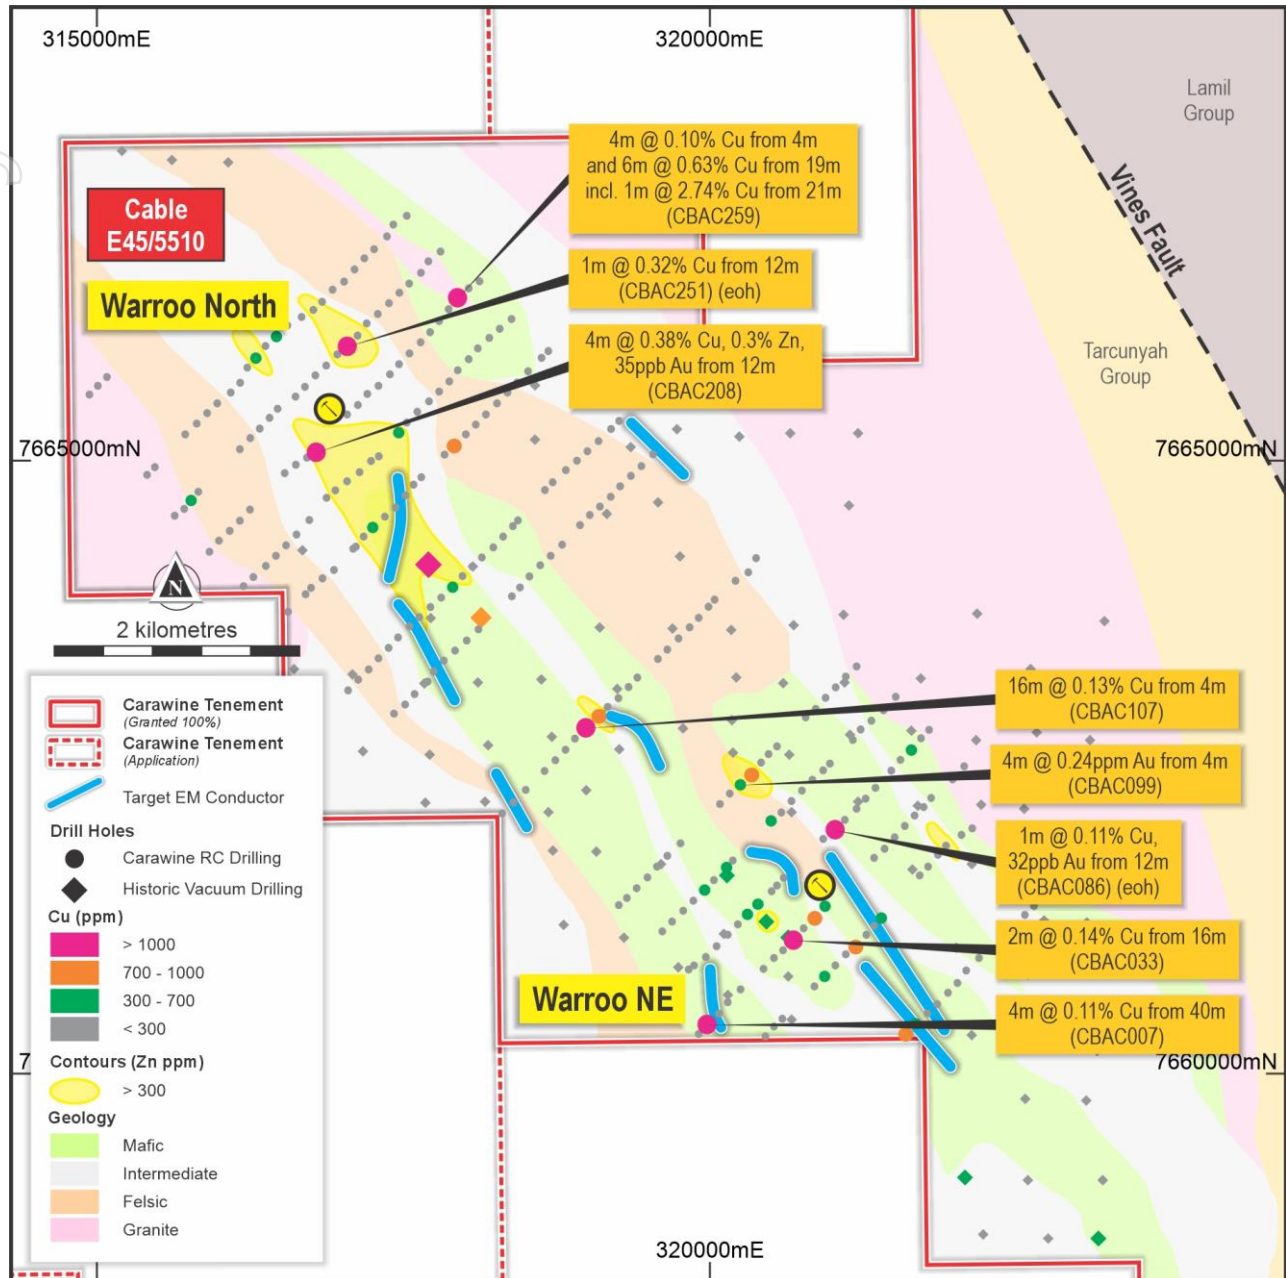 315000mE
320000mE
Lamil
Group
4m @ 0.10% Cu from 4m
and 6m @ 0.63% Cu from 19m
incl. 1m @ 2.74% Cu from 21m
(CBAC259)
Vines Fault
Cable
E45/5510
1m @ 0.32% Cu from 12m
(CBAC251) (eoh)
Warroo North
4m @ 0.38% Cu, 0.3% Zn,
35ppb Au from 12m
(CBAC208)
Tarcunyah
Group
7665000mN
7665000mN
N
2 kilometres
16m @ 0.13% Cu from 4m
(CBAC107)
4m @ 0.24ppm Au from 4m
(CBAC099)
1m @ 0.11% Cu,
32ppb Au from 12m
(CBAC086) (eoh)
2m @ 0.14% Cu from 16m
(CBAC033)
Warroo NE
4m @ 0.11% Cu from 40m
(CBAC007)
7660000mN
7
320000mE
Carawine Tenement
(Granted 100%)
Carawine Tenement
(Application)
Target EM Conductor
Drill Holes
Carawine RC Drilling
Historic Vacuum Drilling
Cu (ppm)
> 1000
700 - 1000
300 - 700
< 300
Contours (Zn ppm)
> 300
Geology
Mafic
Intermediate
Felsic
Granite